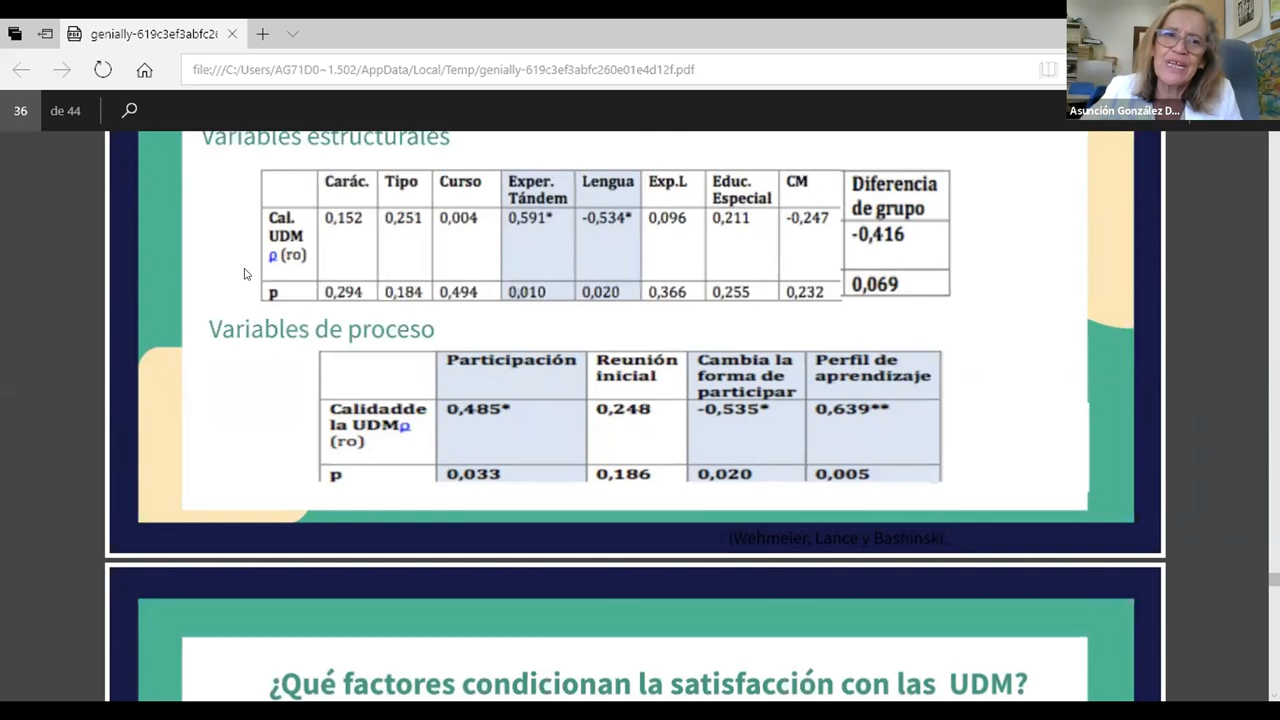 genially-619c3ef3abfc26
file:///C:/Users/AG71D0~1.502/AppData/Local/Temp/genially-619c3ef3abfc260e01e4d12f.pdf
36 de 44
Asunción González D...
Variables estructurales
Carác. Tipo Curso Exper. Tándem Lengua Exp.L Educ. Especial CM Diferencia de grupo
Cal. UDM ρ (ro) 0,152 0,251 0,004 0,591* -0,534* 0,096 0,211 -0,247 -0,416
p 0,294 0,184 0,494 0,010 0,020 0,366 0,255 0,232 0,069
Variables de proceso
Participación Reunión inicial Cambia la forma de participar Perfil de aprendizaje
Calidadde la UDMρ (ro) 0,485* 0,248 -0,535* 0,639**
p 0,033 0,186 0,020 0,005
(Wehmeier, Lance y Bashinski
¿Qué factores condicionan la satisfacción con las UDM?